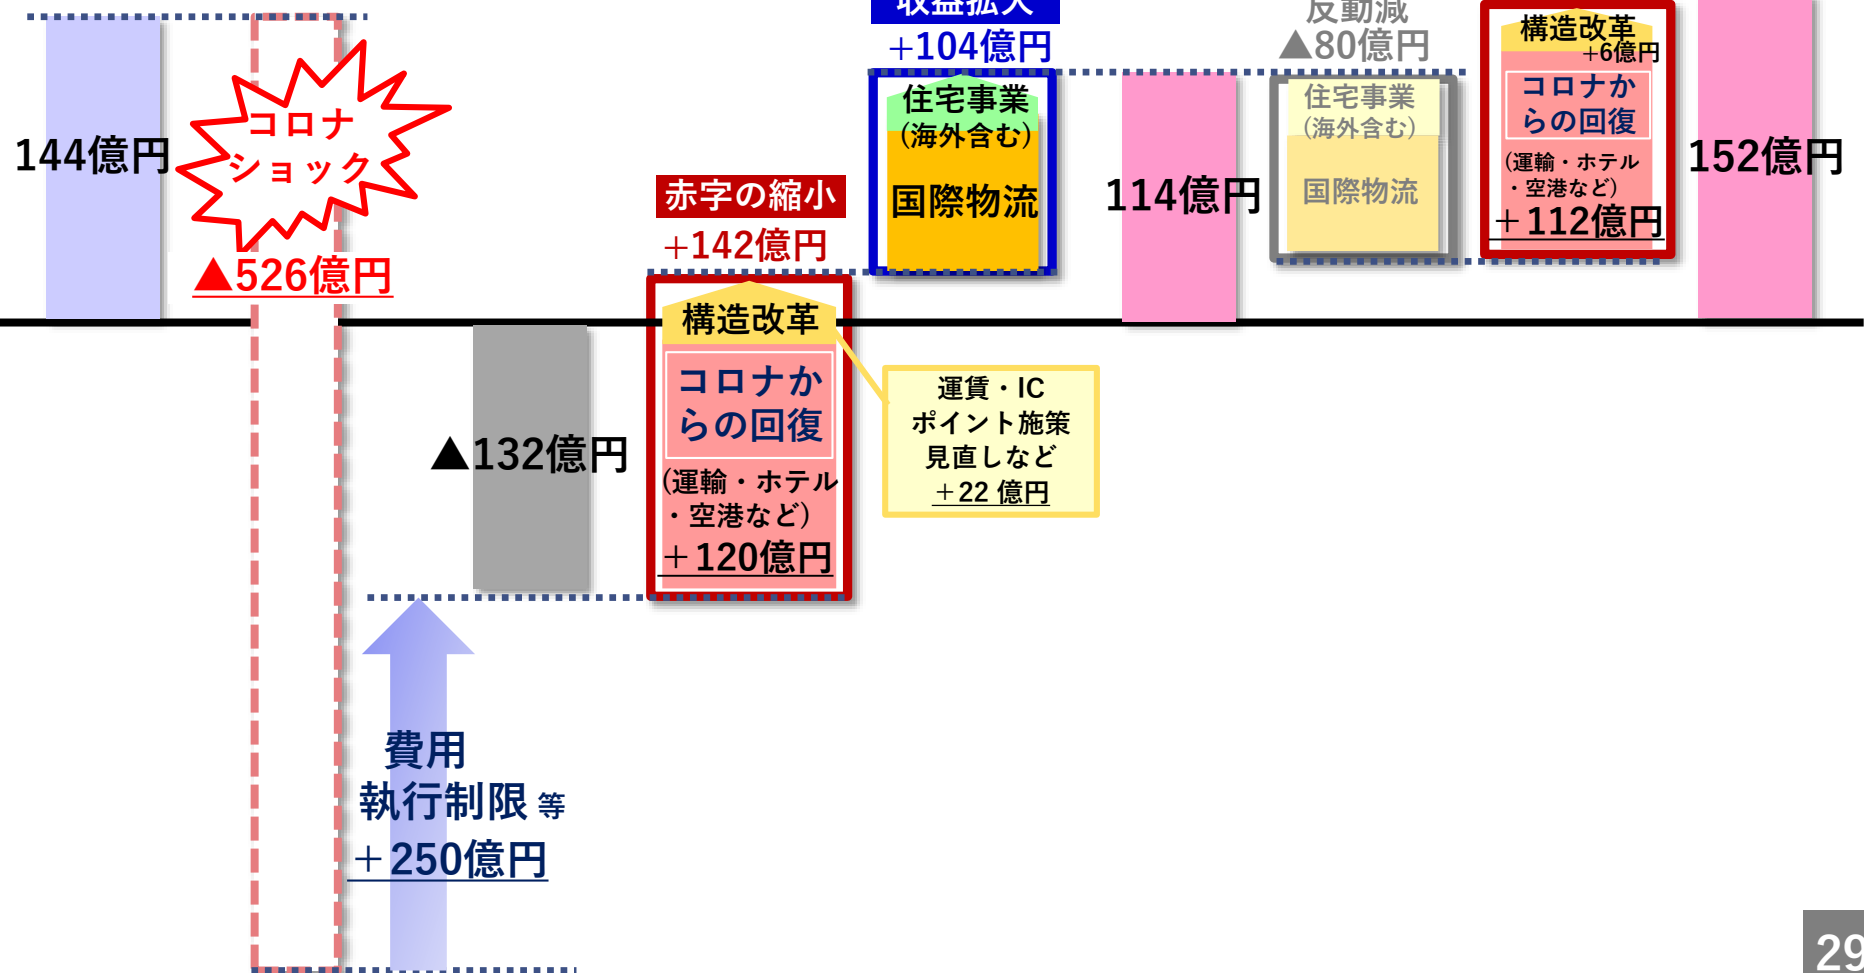 144億円
コロナ
ショック
▲526億円
費用
執行制限 等
＋250億円
▲132億円
赤字の縮小
+142億円
構造改革
コロナか
らの回復
(運輸・ホテル
・空港など)
＋120億円
運賃・IC
ポイント施策
見直しなど
＋22 億円
収益拡大
+104億円
住宅事業
(海外含む)
国際物流
114億円
反動減
▲80億円
住宅事業
(海外含む)
国際物流
構造改革
+6億円
コロナか
らの回復
(運輸・ホテル
・空港など)
＋112億円
152億円
29